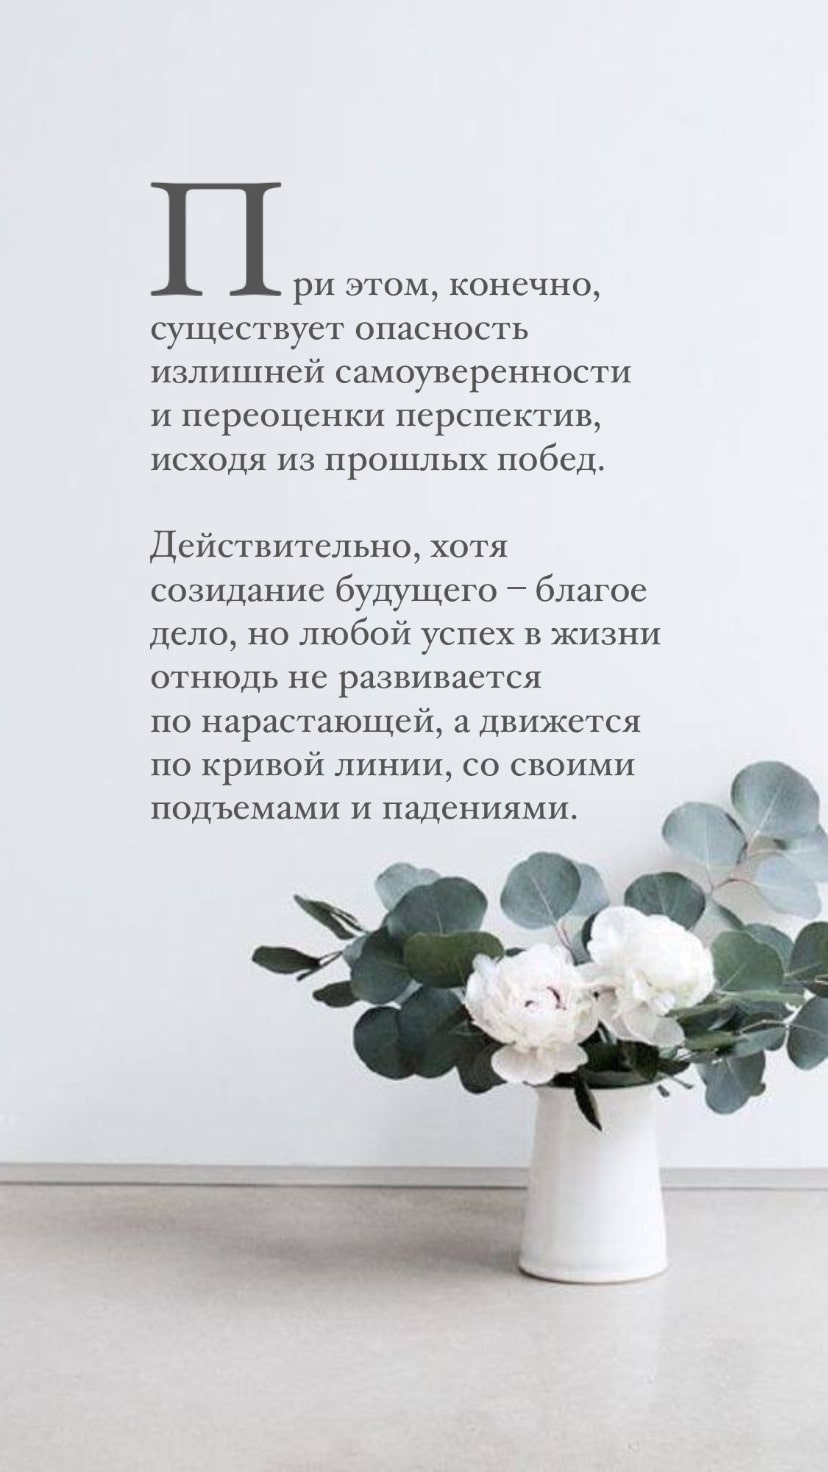 При этом, конечно,
существует опасность
излишней самоуверенности
и переоценки перспектив,
исходя из прошлых побед.
Действительно, хотя
созидание будущего – благое
дело, но любой успех в жизни
отнюдь не развивается
по нарастающей, а движется
по кривой линии, со своими
подъемами и падениями.